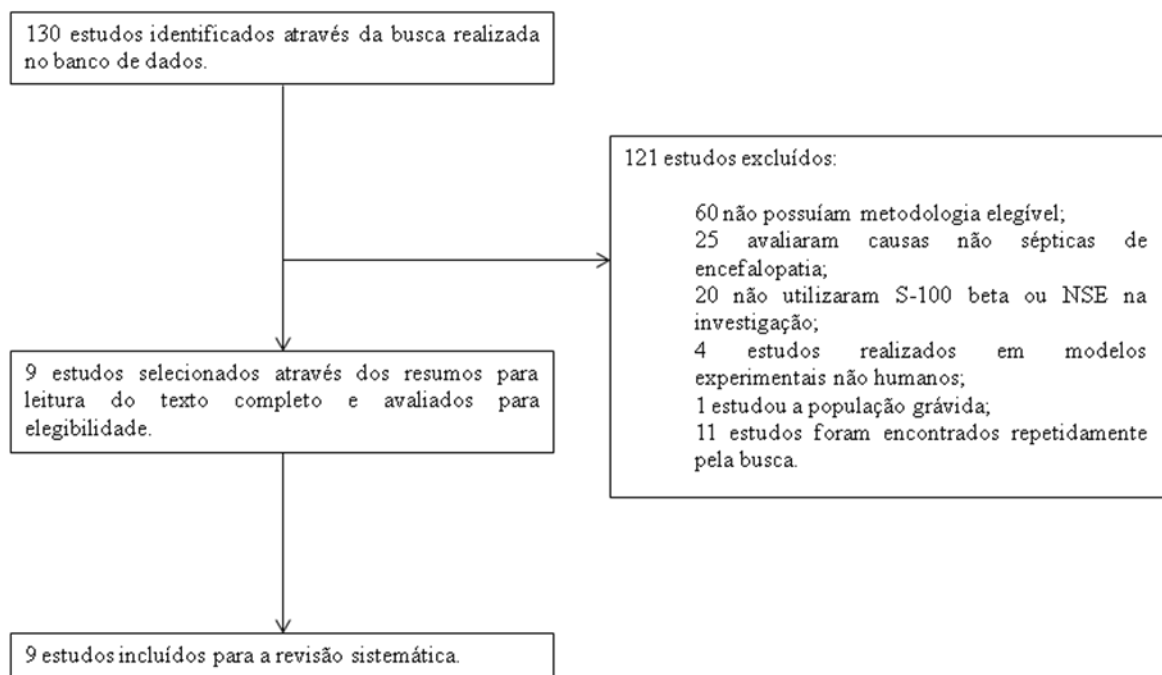 130 estudos identificados através da busca realizada
no banco de dados.
121 estudos excluídos:
60 não possuíam metodologia elegível;
25 avaliaram causas não sépticas de
encefalopatia;
20 não utilizaram S-100 beta ou NSE na
investigação;
4 estudos realizados em modelos
experimentais não humanos;
1 estudou a população grávida;
11 estudos foram encontrados repetidamente
pela busca.
9 estudos selecionados através dos resumos para
leitura do texto completo e avaliados para
elegibilidade.
9 estudos incluídos para a revisão sistemática.